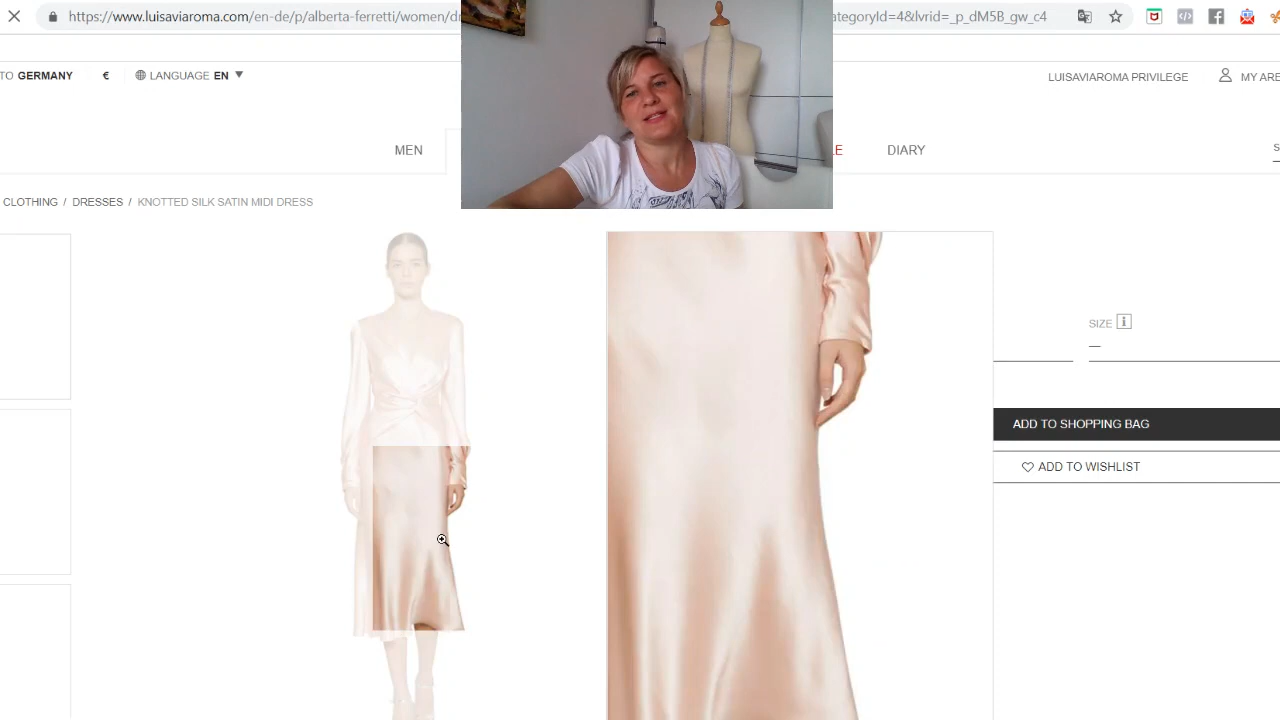 https://www.luisaviaroma.com/en-de/p/alberta-ferretti/women/dr
ategoryId=4&lvrid=_p_dM5B_gw_c4
TO GERMANY
€
LANGUAGE EN
LUISAVIAROMA PRIVILEGE
MY ARE
MEN
LE
DIARY
S
CLOTHING / DRESSES / KNOTTED SILK SATIN MIDI DRESS
SIZE
—
ADD TO SHOPPING BAG
ADD TO WISHLIST